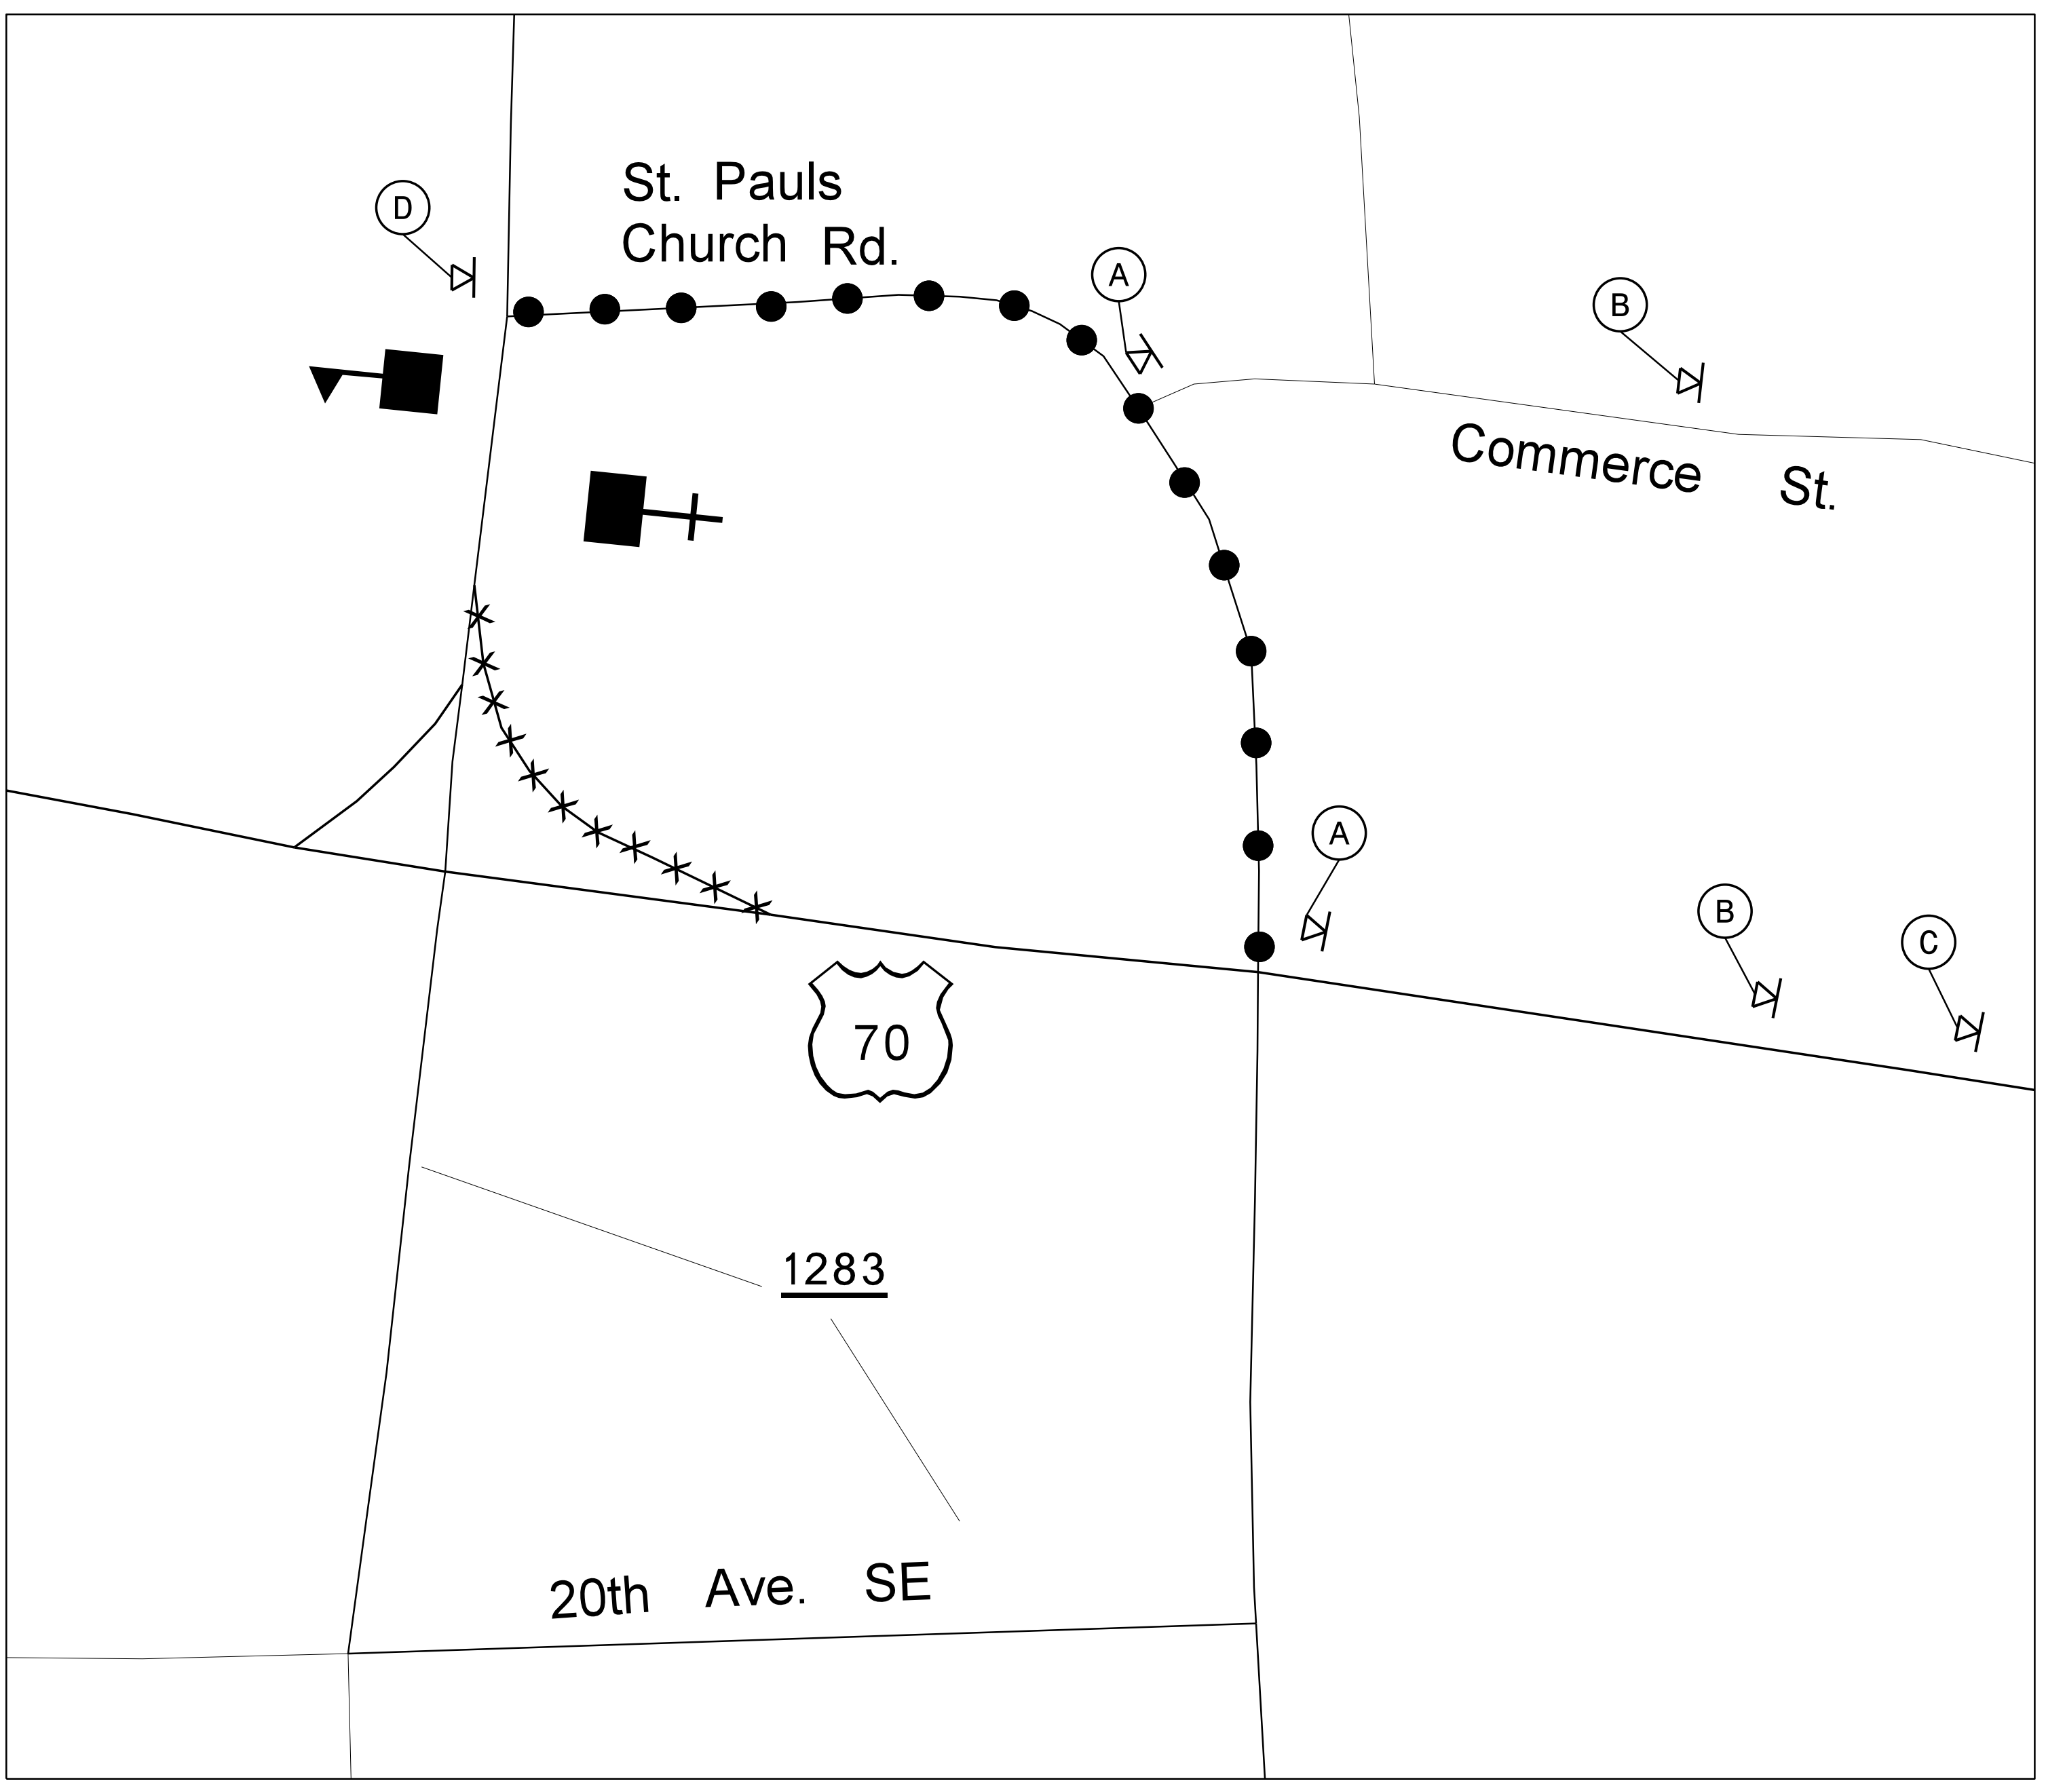 D
St. Pauls
Church Rd.
A
B
Commerce St.
A
B
C
70
1283
20th Ave. SE